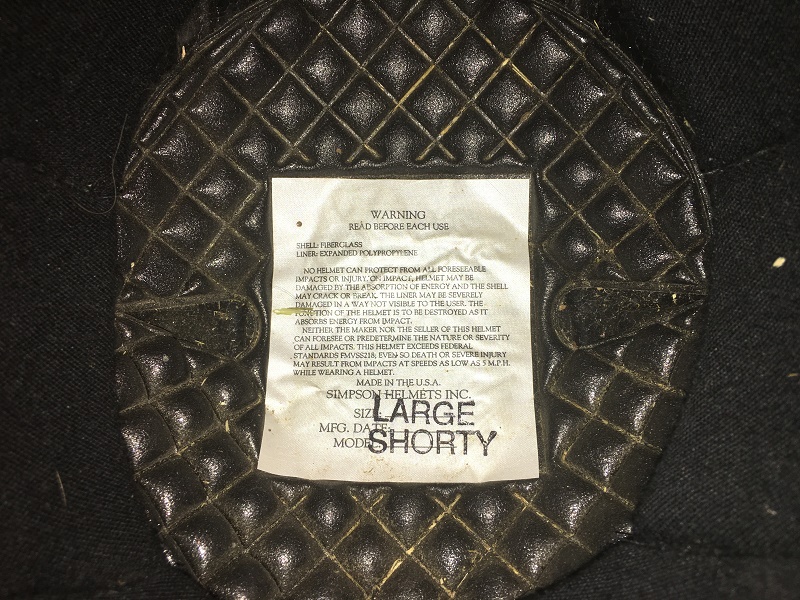 WARNING
READ BEFORE EACH USE
SHELL: FIBERGLASS
LINER: EXPANDED POLYPROPYLENE
NO HELMET CAN PROTECT FROM ALL FORESEEABLE
IMPACTS OR INJURY. ON IMPACT, HELMET MAY BE
DAMAGED BY THE ABSORPTION OF ENERGY AND THE SHELL
MAY CRACK OR BREAK. THE LINER MAY BE SEVERELY
DAMAGED IN A WAY NOT VISIBLE TO THE USER. THE
FUNCTION OF THE HELMET IS TO BE DESTROYED AS IT
ABSORBS ENERGY FROM IMPACT.
NEITHER THE MAKER NOR THE SELLER OF THIS HELMET
CAN FORESEE OR PREDETERMINE THE NATURE OR SEVERITY
OF ALL IMPACTS. THIS HELMET EXCEEDS FEDERAL
STANDARDS FMVSS218; EVEN SO DEATH OR SEVERE INJURY
MAY RESULT FROM IMPACTS AT SPEEDS AS LOW AS 5 M.P.H.
WHILE WEARING A HELMET.
MADE IN THE U.S.A.
SIMPSON HELMETS INC.
SIZE LARGE
MFG. DATE:
MODEL SHORTY